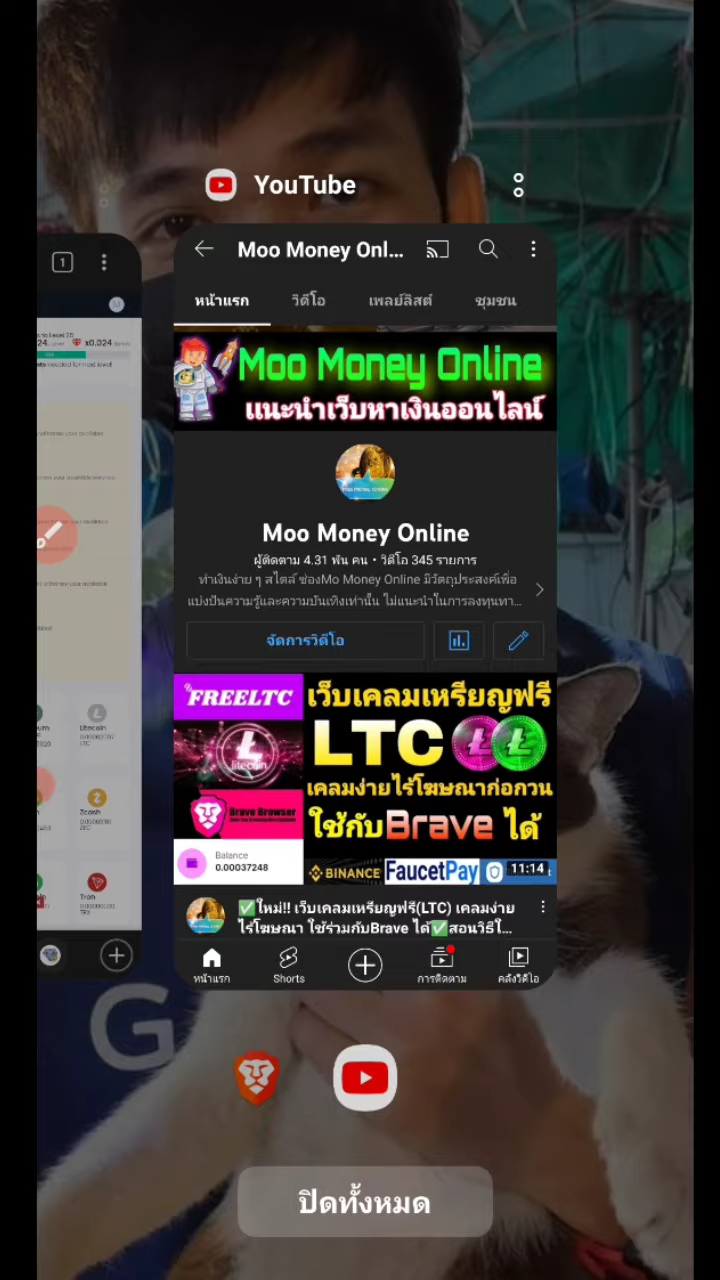 YouTube
Moo Money Onl...
หน้าแรก วิดีโอ เพลย์ลิสต์ ชุมชน
Moo Money Online
แนะนำเว็บหาเงินออนไลน์
Moo Money Online
ผู้ติดตาม 4.31 พัน คน • วิดีโอ 345 รายการ
ทำเงินง่าย ๆ สไตล์ ช่องMo Money Online มีวัตถุประสงค์เพื่อ
แบ่งปันความรู้และความบันเทิงเท่านั้น ไม่แนะนำในการลงทุนทา...
จัดการวิดีโอ
FREELTC
เว็บเคลมเหรียญฟรี
LTC
litecoin
เคลมง่ายไร้โฆษณาก่อกวน
Brave Browser
ใช้กับBrave ได้
Balance
0.00037248
BINANCE FaucetPay 11:14
✅ใหม่!! เว็บเคลมเหรียญฟรี(LTC) เคลมง่าย
ไร้โฆษณา ใช้ร่วมกับBrave ได้✅สอนวิธีใ...
หน้าแรก Shorts การติดตาม คลังวิดีโอ
1
x0.024
needed for next level
Litecoin
LTC
Zcash
ZEC
Tron
TRX
G
ปิดทั้งหมด